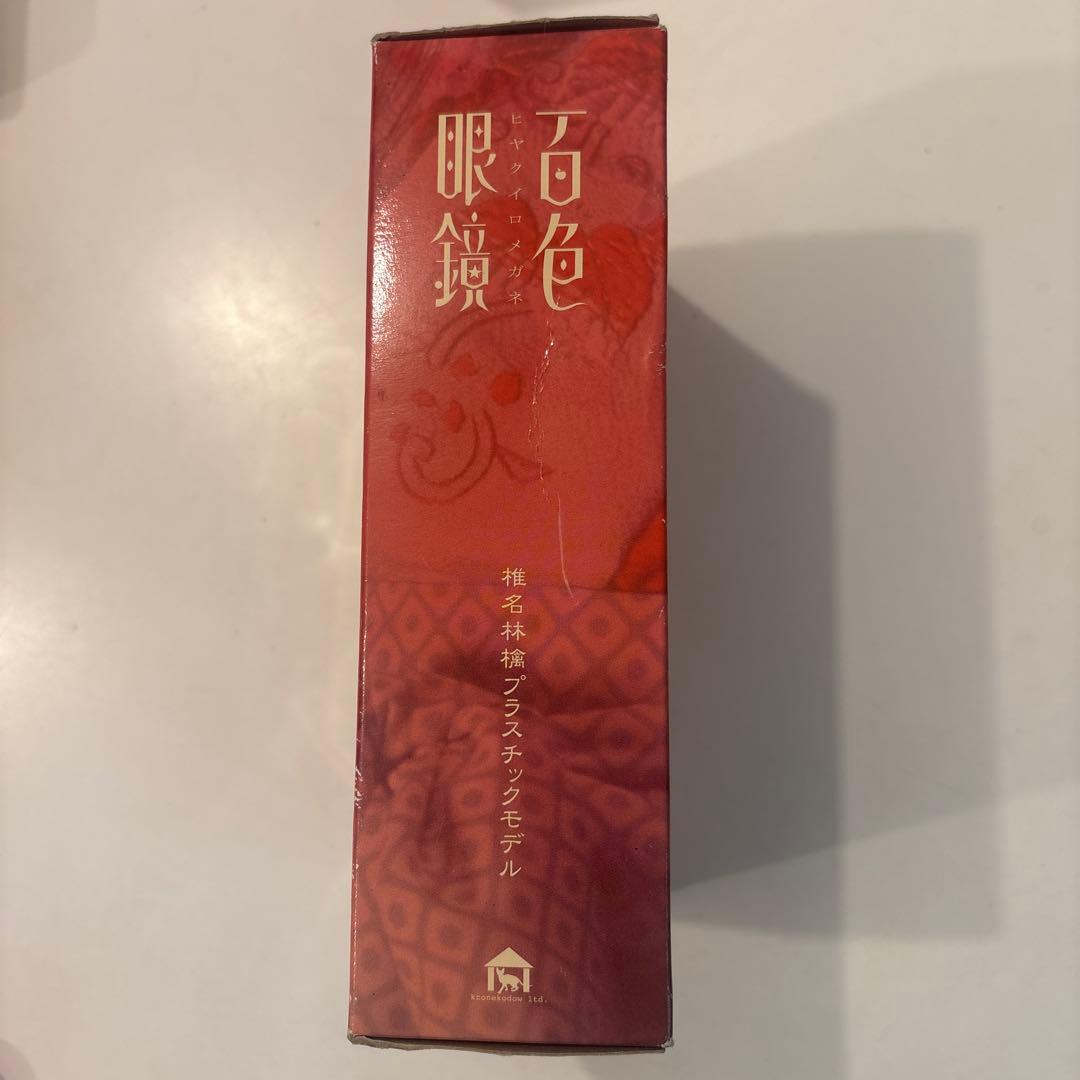 百色
ヒヤクイロメガネ
眼鏡
椎名林檎プラスチックモデル
kronekodow ltd.